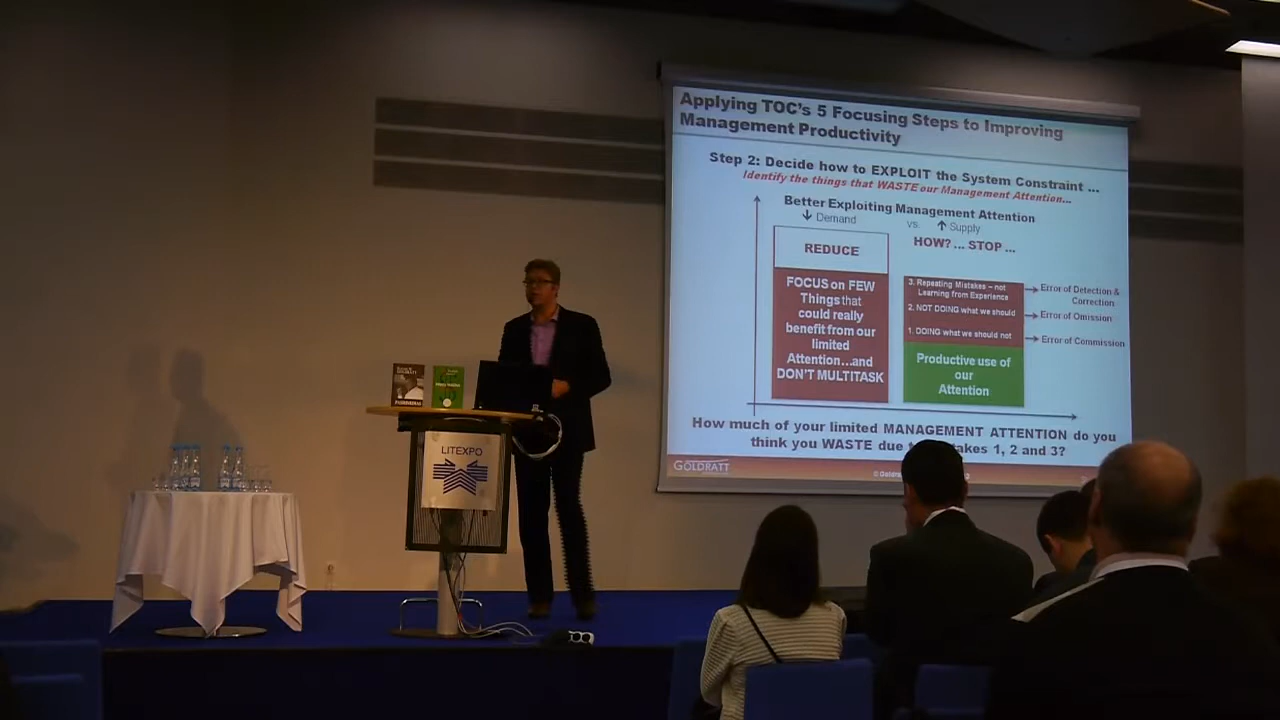 Applying TOC's 5 Focusing Steps to Improving
Management Productivity
Step 2: Decide how to EXPLOIT the System Constraint ...
Identify the things that WASTE our Management Attention...
Better Exploiting Management Attention
↓ Demand vs. ↑ Supply
REDUCE
HOW? ... STOP ...
FOCUS on FEW
Things that
could really
benefit from our
limited
Attention...and
DON'T MULTITASK
3. Repeating Mistakes – not
Learning from Experience
2. NOT DOING what we should
1. DOING what we should not
Productive use of
our
Attention
Error of Detection &
Correction
Error of Omission
Error of Commission
How much of your limited MANAGEMENT ATTENTION do you
think you WASTE due 1, 2 and 3?
GOLDRATT
LITEXPO